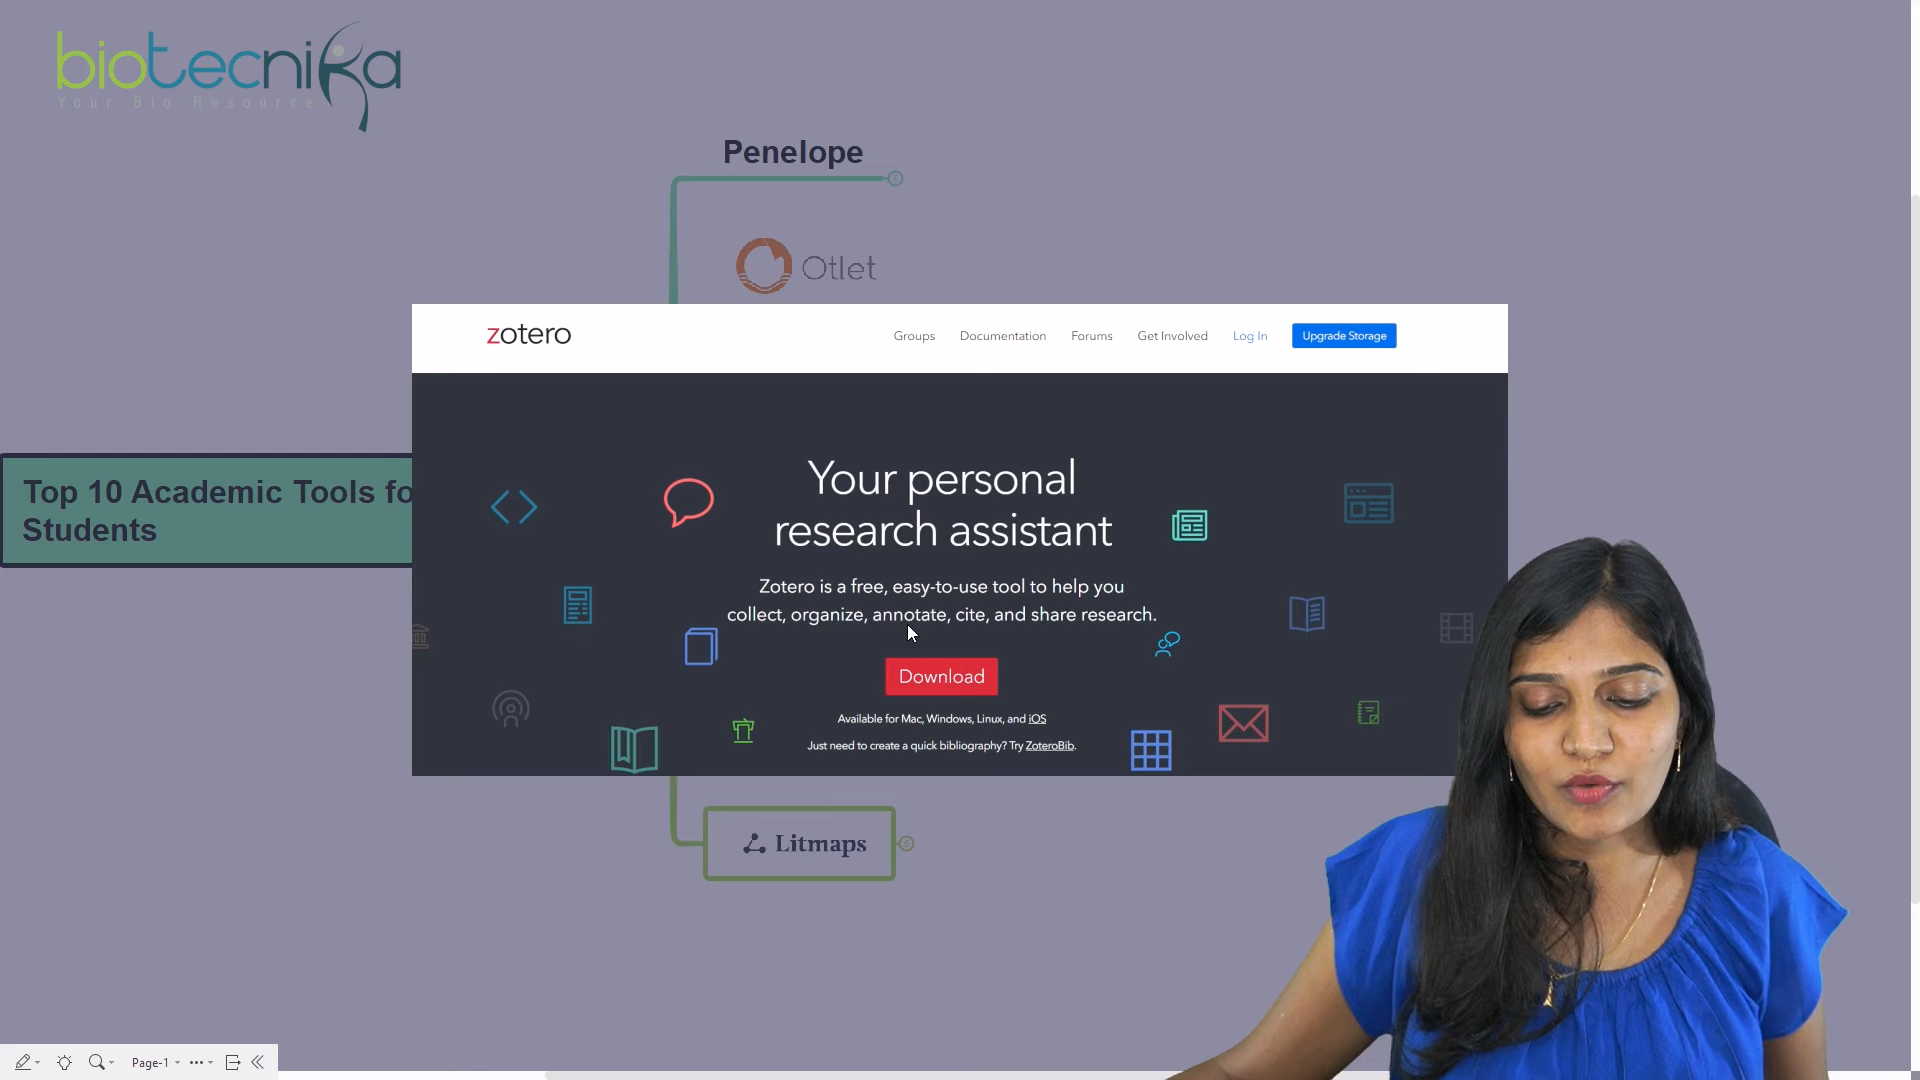 biotecnika
Your Bio Resource
Penelope
Otlet
zotero
Groups Documentation Forums Get Involved Log In Upgrade Storage
Top 10 Academic Tools fo
Students
Your personal
research assistant
Zotero is a free, easy-to-use tool to help you
collect, organize, annotate, cite, and share research.
Download
Available for Mac, Windows, Linux, and iOS
Just need to create a quick bibliography? Try ZoteroBib.
Litmaps
Page-1